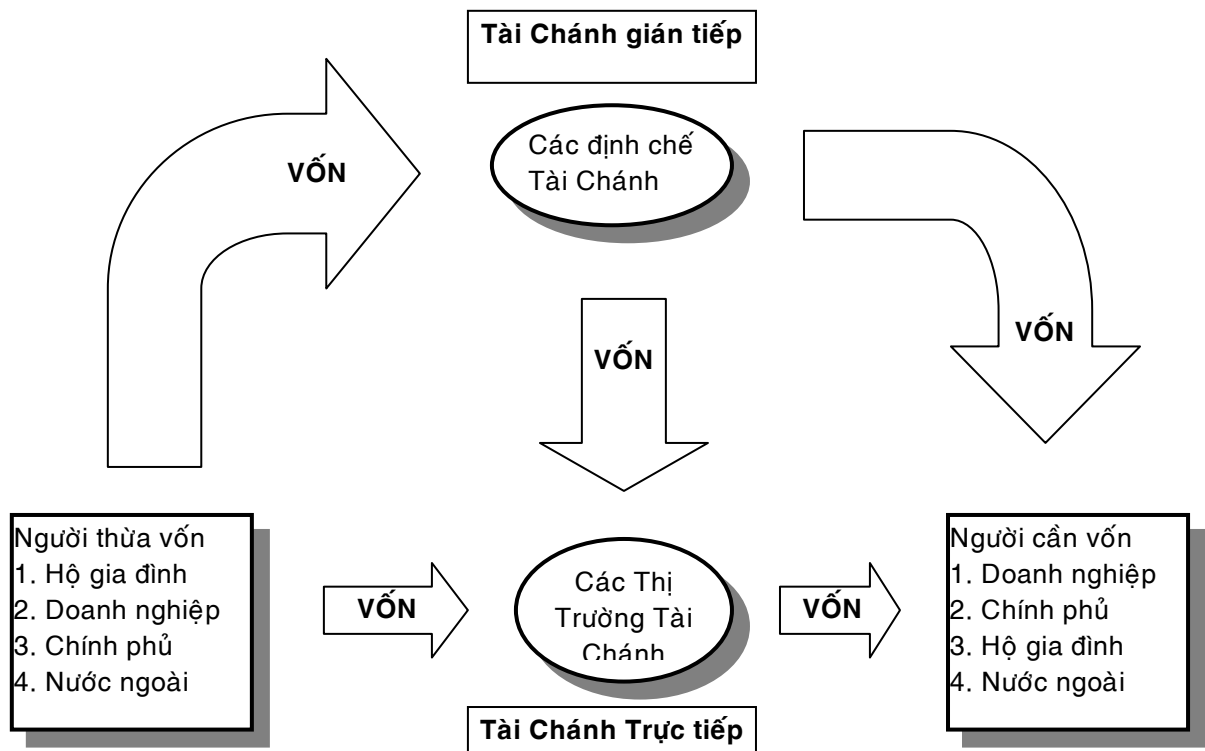 Tài Chánh gián tiếp
Các định chế
Tài Chánh
VỐN
VỐN
VỐN
Người thừa vốn
1. Hộ gia đình
2. Doanh nghiệp
3. Chính phủ
4. Nước ngoài
VỐN
Các Thị
Trường Tài
Chánh
VỐN
Người cần vốn
1. Doanh nghiệp
2. Chính phủ
3. Hộ gia đình
4. Nước ngoài
Tài Chánh Trực tiếp